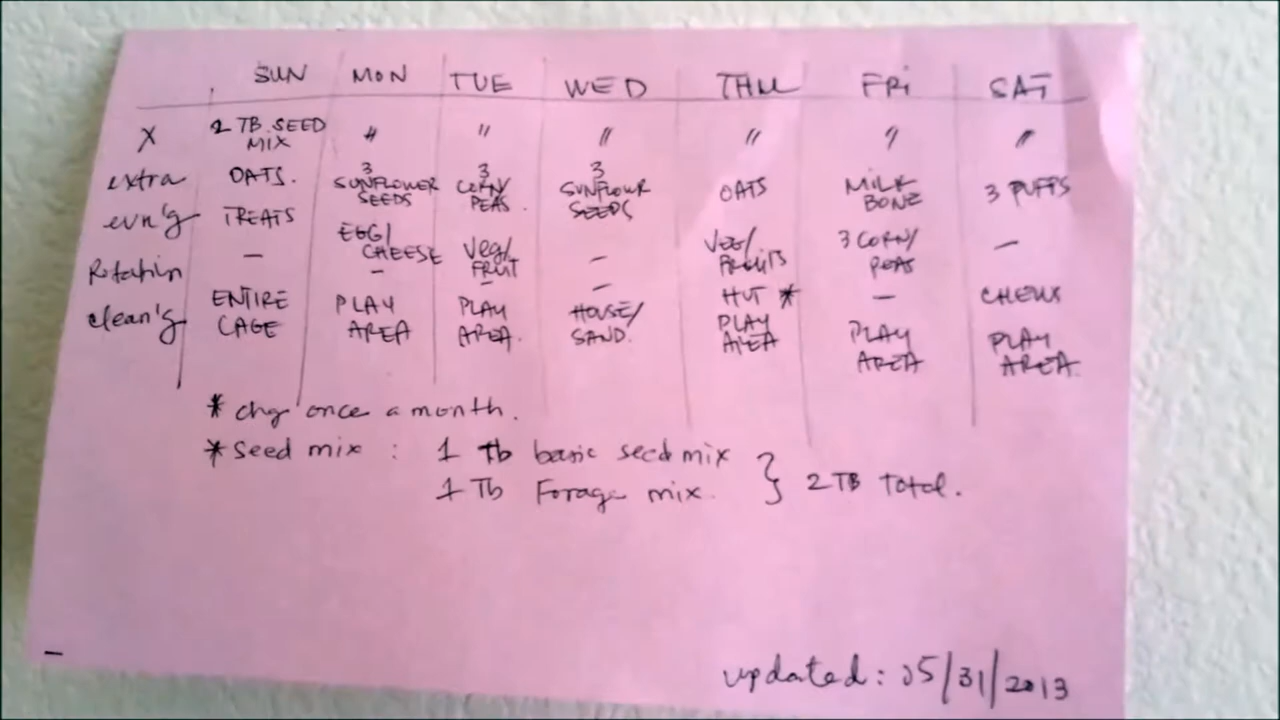 SUN MON TUE WED THU FRi SAT
X 2 TB SEED MIX " " " " " "
extra OATS. 3 SUNFLOWER SEEDS 3 CORN/ PEAS. 3 SUNFLOWR SEEDS OATS MiLK BONE 3 PUFFS
evn'g TREATS EGG/ CHEESE Veg/ FRUIT — VEG/ FRUiTS 3 CORN/ PEAS —
Rotation — — — — HUT * — CHEWX
clean'g ENTIRE CAGE PLAY AREA PLAY AREA. HOUSE/ SAND. PLAY AREA PLAY AREA PLAY AREA.
* chg once a month.
* Seed mix : 1 Tb basic seed mix
1 Tb Forage mix. } 2 TB total.
updated: 05/31/2013